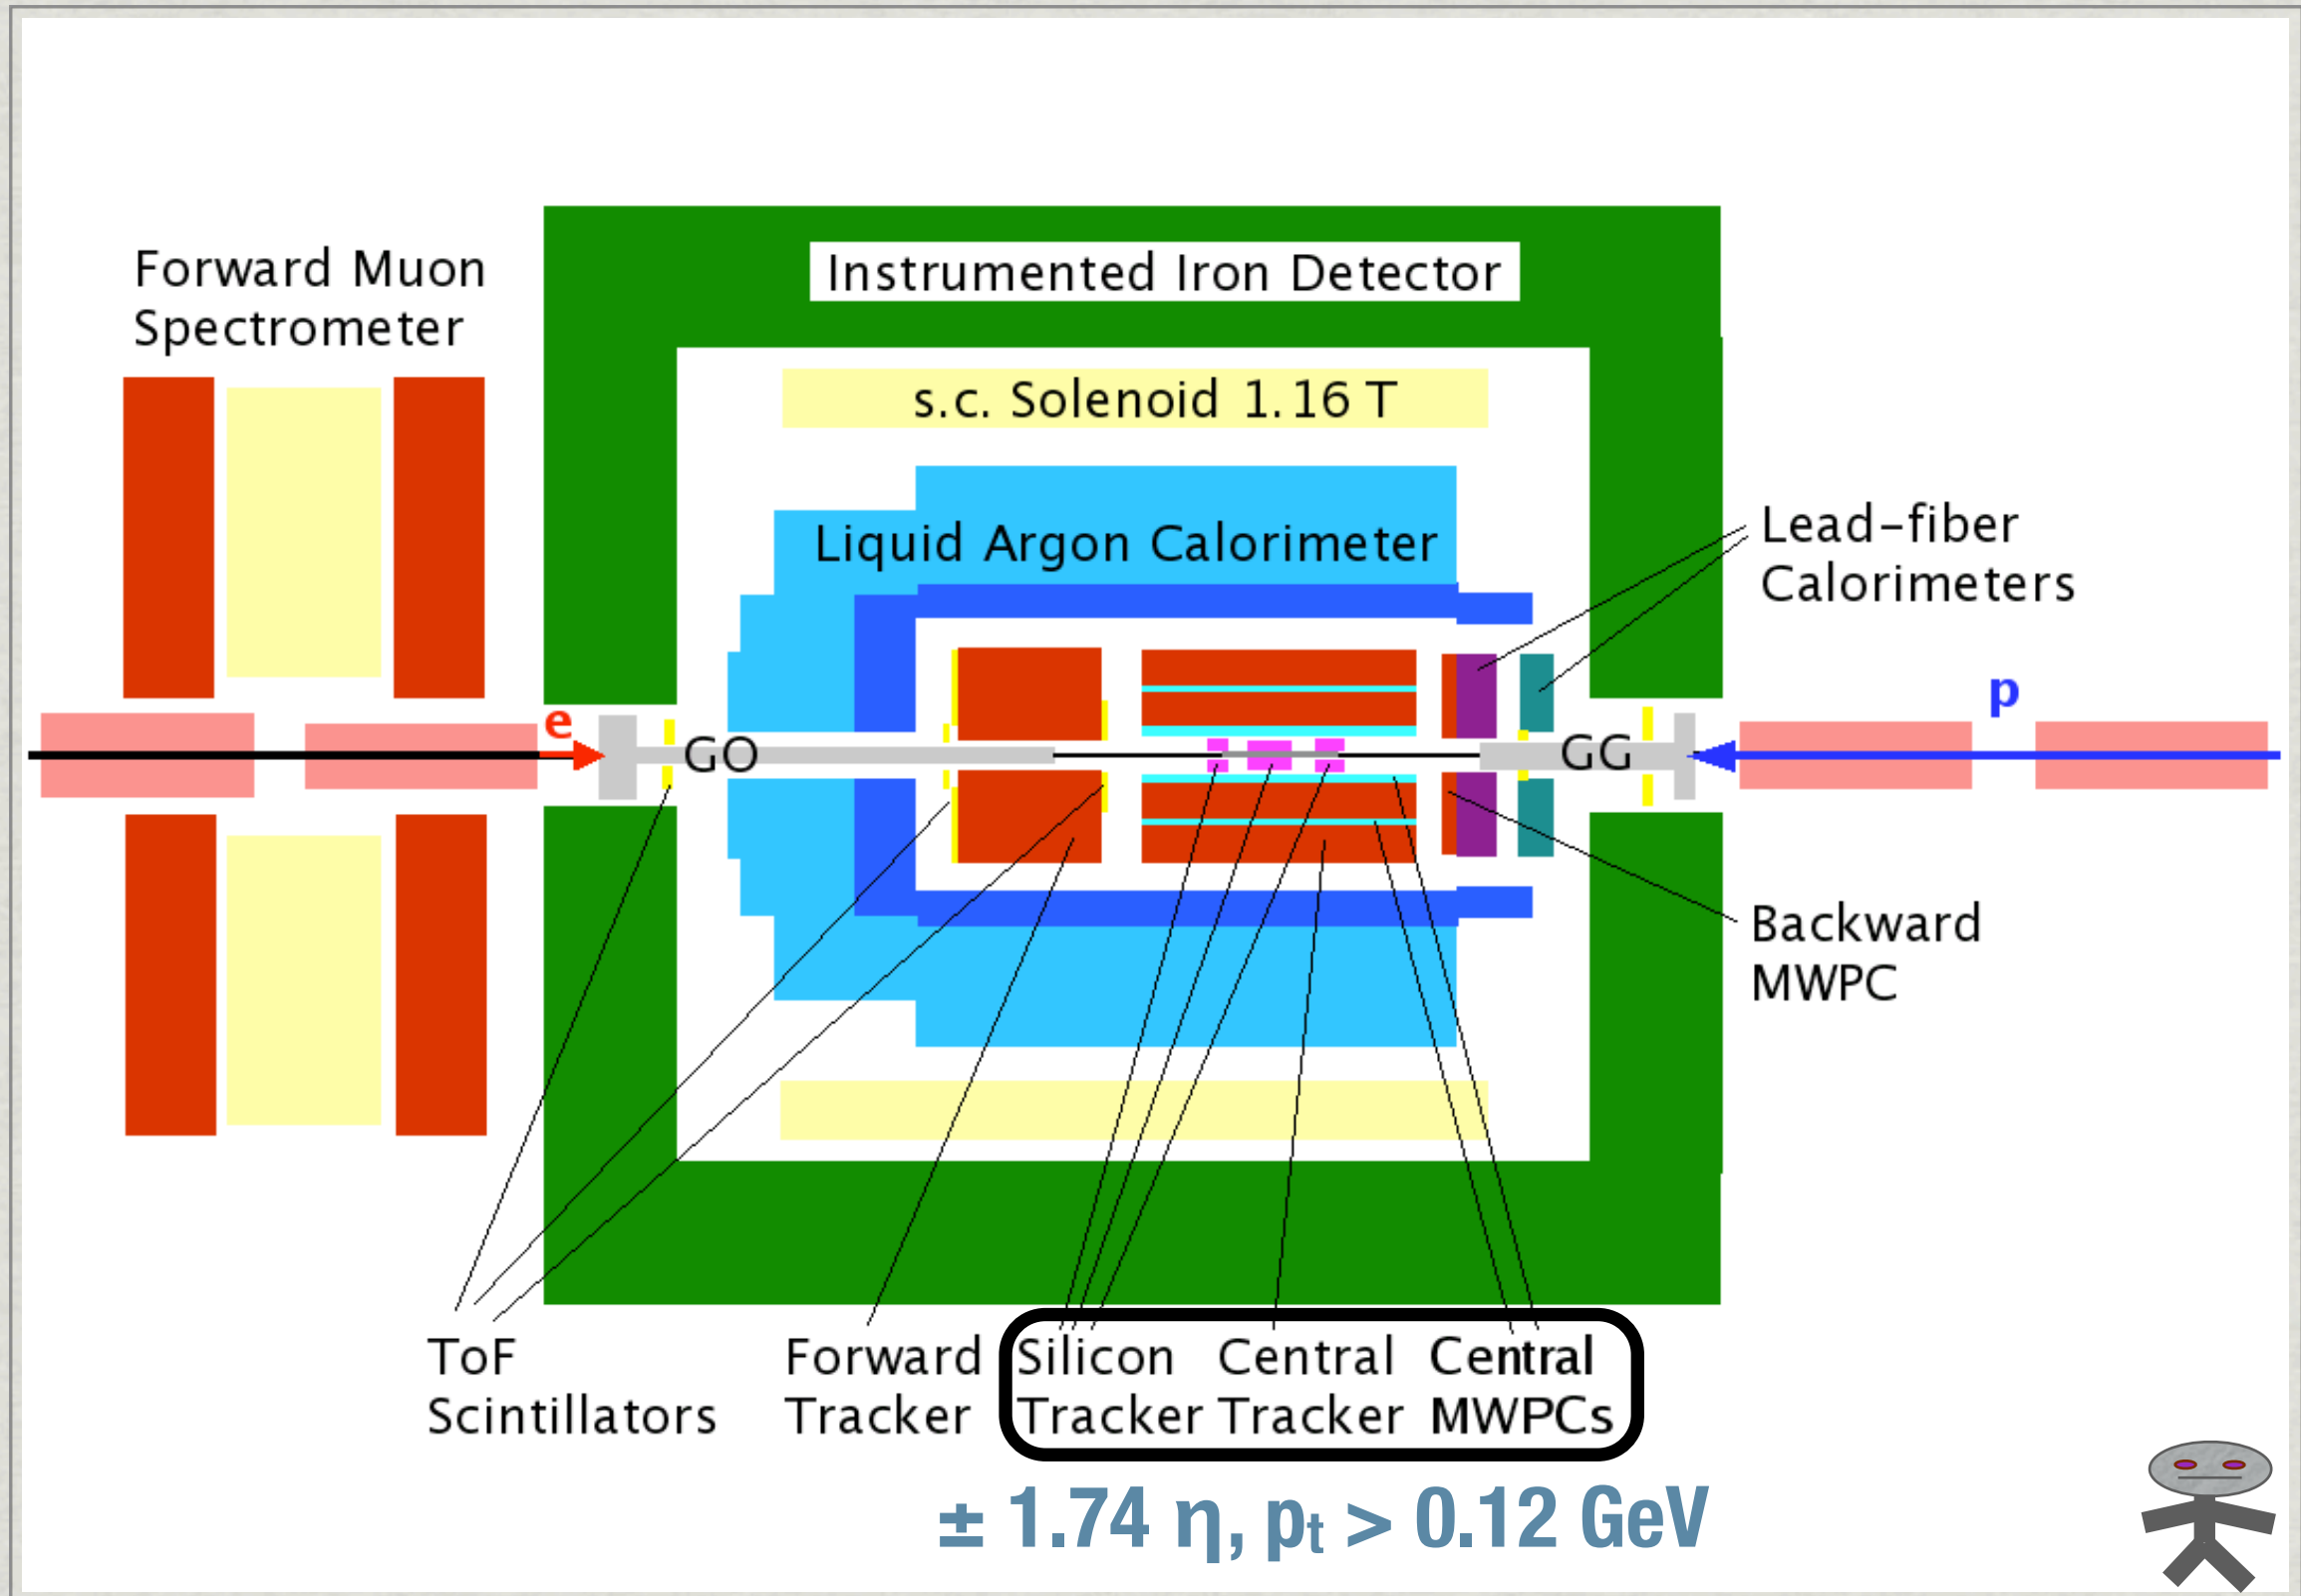 Forward Muon
Spectrometer
Instrumented Iron Detector
s.c. Solenoid 1.16 T
Liquid Argon Calorimeter
Lead-fiber
Calorimeters
e
GO
GG
p
Backward
MWPC
ToF
Scintillators
Forward
Tracker
Silicon
Tracker
Central
Tracker
Central
MWPCs
± 1.74 η, pt > 0.12 GeV